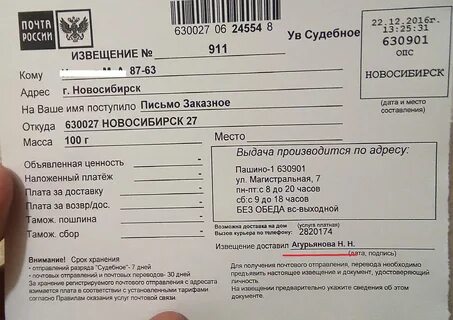 ПОЧТА РОССИИ
630027 06 24554 8
Ув Судебное
22.12.2016г.
13:25:31
630901
ОПС
НОВОСИБИРСК
(дата и место составления)
ИЗВЕЩЕНИЕ № 911
Кому М.А. 87-63
Адрес г. Новосибирск
На Ваше имя поступило Письмо Заказное
Откуда 630027 НОВОСИБИРСК 27
Масса 100 г
Место -
Объявленная ценность -
Наложенный платёж -
Плата за доставку -
Плата за возвр/дос. -
Тамож. пошлина -
Тамож. сбор -
Выдача производится по адресу:
Пашино-1 630901
ул. Магистральная, 7
пн-пт:с 8 до 20 часов
сб:с 9 до 18 часов
БЕЗ ОБЕДА вс-выходной
Возможна доставка на дом (услуга платная)
Вызов курьера по телефону: 2820174
Извещение доставил Агурьянова Н. Н.
(дата, подпись)
Внимание! Срок хранения
• отправлений разряда "Судебное"- 7 дней
• почтовых отправлений и почтовых переводов- 30 дней
За хранение регистрируемого почтового отправления с адресата
взимается плата в соответствии с установленными тарифами
согласно Правилам оказания услуг почтовой связи.
Для получения почтового отправления, перевода необходимо
предъявить настоящее извещение и документ, удостоверяющий
личность.
На извещении предварительно укажите сведения о документе.